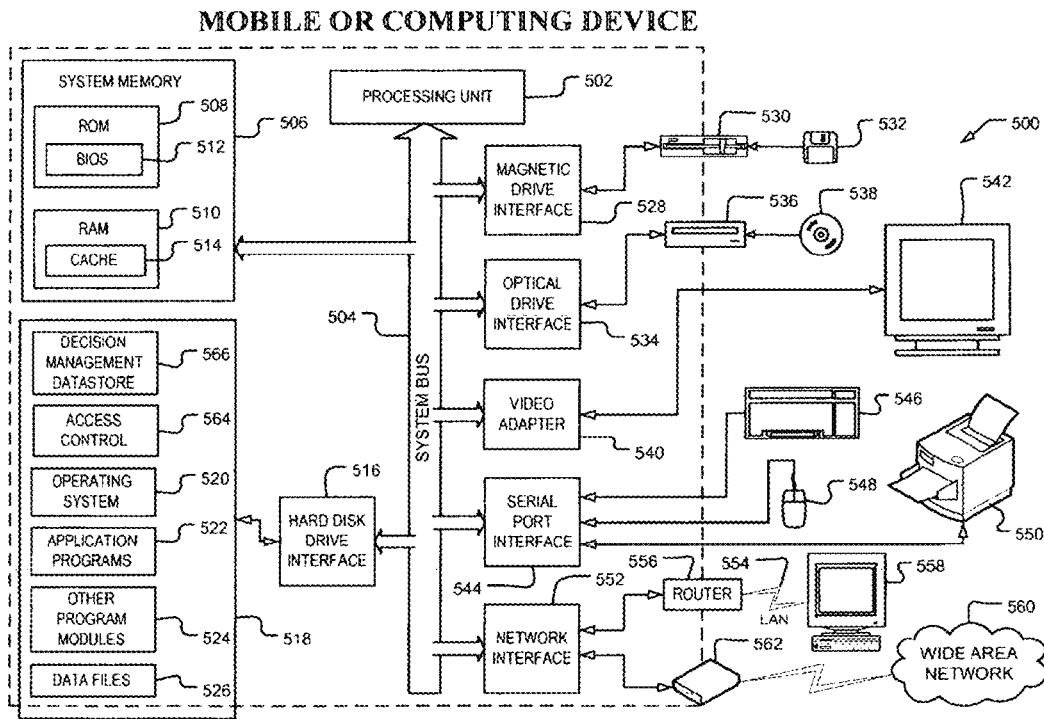 MOBILE OR COMPUTING DEVICE
SYSTEM MEMORY
ROM
508
506
BIOS
512
RAM
510
CACHE
514
PROCESSING UNIT
502
530
532
500
MAGNETIC
DRIVE
INTERFACE
528
536
538
542
OPTICAL
DRIVE
INTERFACE
534
504
SYSTEM BUS
DECISION
MANAGEMENT
DATASTORE
566
ACCESS
CONTROL
564
OPERATING
SYSTEM
520
APPLICATION
PROGRAMS
522
OTHER
PROGRAM
MODULES
524
518
DATA FILES
526
516
HARD DISK
DRIVE
INTERFACE
VIDEO
ADAPTER
540
546
SERIAL
PORT
INTERFACE
544
548
550
552
556
554
558
560
ROUTER
LAN
NETWORK
INTERFACE
562
WIDE AREA
NETWORK